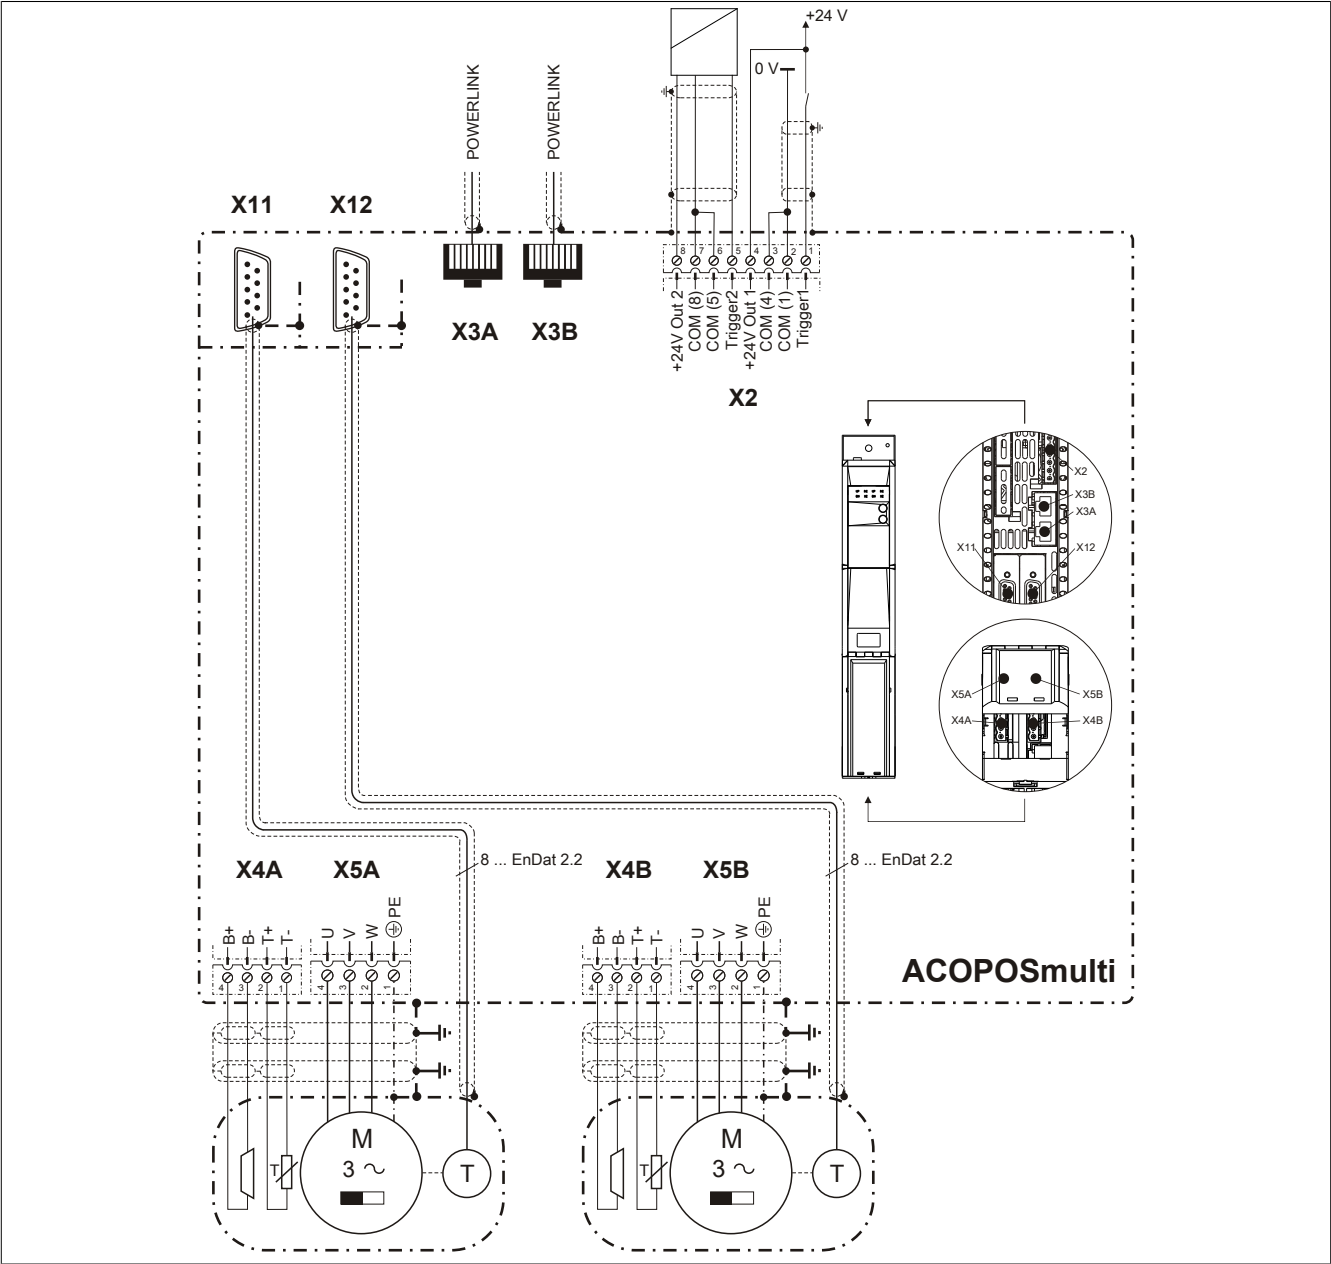 +24 V
0 V
POWERLINK
POWERLINK
X11
X12
8 7 6 5 4 3 2 1
+24V Out 2
COM (8)
COM (5)
Trigger2
+24V Out 1
COM (4)
COM (1)
Trigger1
X3A
X3B
X2
X2
X3B
X3A
X11
X12
X5A
X5B
X4A
X4B
8 ... EnDat 2.2
8 ... EnDat 2.2
X4A
X5A
X4B
X5B
B+
B-
T+
T-
U
V
W
PE
B+
B-
T+
T-
U
V
W
PE
ACOPOSmulti
4 3 2 1
4 3 2 1
4 3 2 1
4 3 2 1
M
3
T
T
M
3
T
T